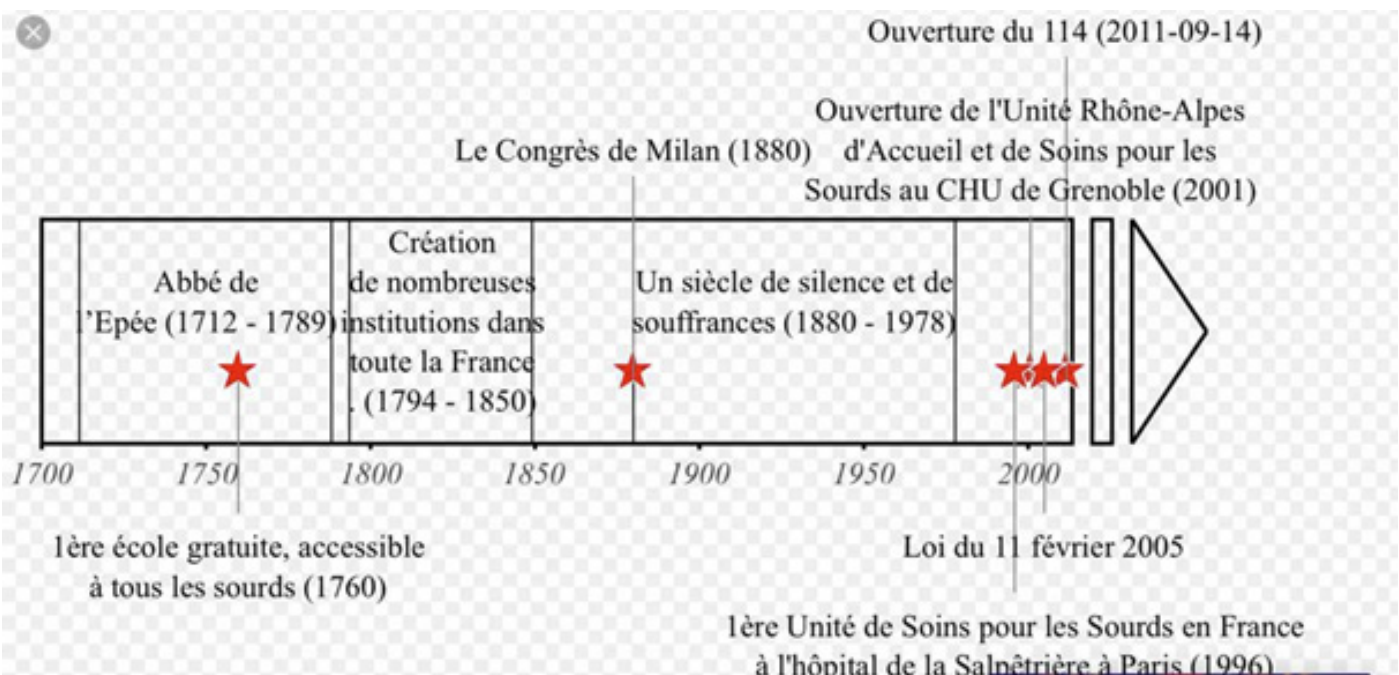 Ouverture du 114 (2011-09-14)
Ouverture de l'Unité Rhône-Alpes
d'Accueil et de Soins pour les
Sourds au CHU de Grenoble (2001)
Le Congrès de Milan (1880)
Abbé de
l'Epée (1712 - 1789)
Création
de nombreuses
institutions dans
toute la France
. (1794 - 1850)
Un siècle de silence et de
souffrances (1880 - 1978)
1700 1750 1800 1850 1900 1950 2000
1ère école gratuite, accessible
à tous les sourds (1760)
Loi du 11 février 2005
1ère Unité de Soins pour les Sourds en France
à l'hôpital de la Salpêtrière à Paris (1996)